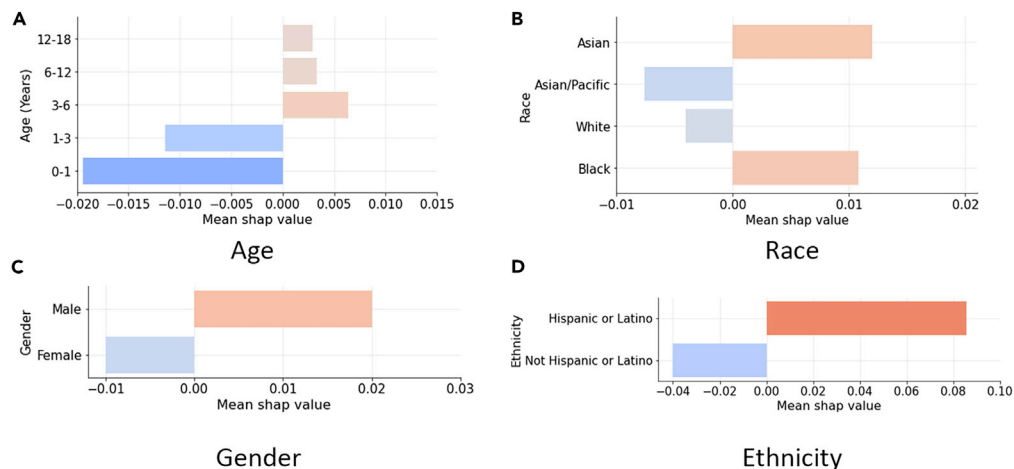 A
Age (Years)
12-18
6-12
3-6
1-3
0-1
−0.020 −0.015 −0.010 −0.005 0.000 0.005 0.010 0.015
Mean shap value
Age
B
Race
Asian
Asian/Pacific
White
Black
−0.01 0.00 0.01 0.02
Mean shap value
Race
C
Gender
Male
Female
−0.01 0.00 0.01 0.02 0.03
Mean shap value
Gender
D
Ethnicity
Hispanic or Latino
Not Hispanic or Latino
−0.04 −0.02 0.00 0.02 0.04 0.06 0.08 0.10
Mean shap value
Ethnicity